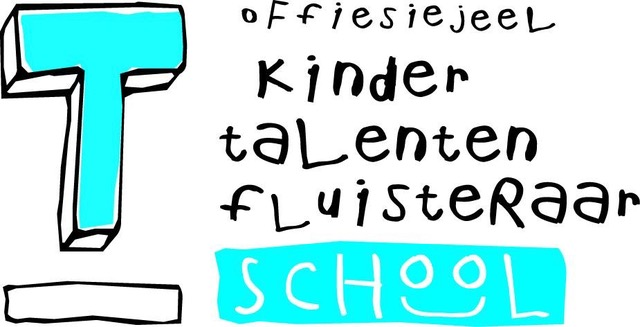 T
oFfiesiejeeL
Kinder
taLenten
fLuisteRaar
SCHOOL